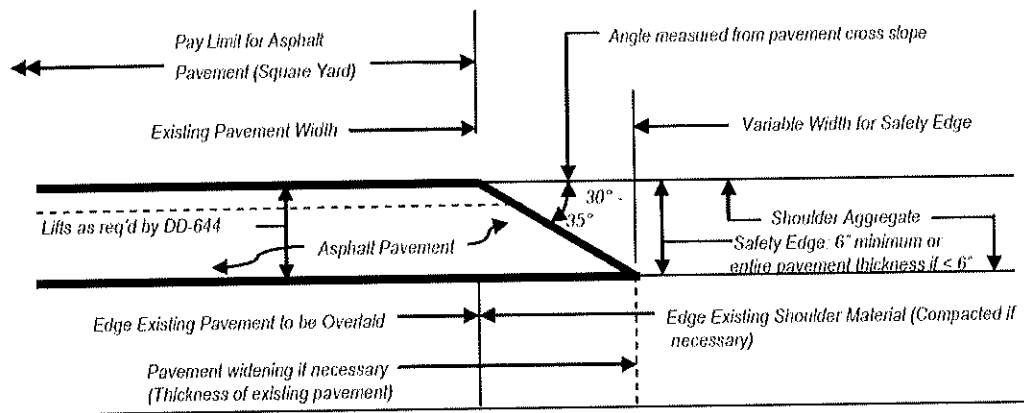 Pay Limit for Asphalt
Pavement (Square Yard)
Angle measured from pavement cross slope
Existing Pavement Width
Variable Width for Safety Edge
30° -
35°
Lifts as req'd by DD-644
Asphalt Pavement
Shoulder Aggregate
Safety Edge: 6" minimum or
entire pavement thickness if < 6"
Edge Existing Pavement to be Overlaid
Edge Existing Shoulder Material (Compacted if
necessary)
Pavement widening if necessary
(Thickness of existing pavement)